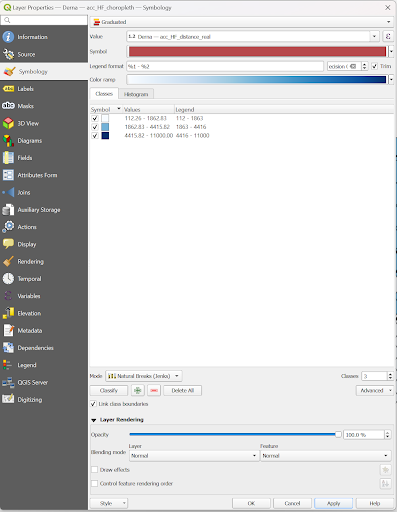 Layer Properties — Derna — acc_HF_choropleth — Symbology
Graduated
Information
Source
Symbology
Labels
Masks
3D View
Diagrams
Fields
Attributes Form
Joins
Auxiliary Storage
Actions
Display
Rendering
Temporal
Variables
Elevation
Metadata
Dependencies
Legend
QGIS Server
Digitizing
Value 1.2 Derna — acc_HF_distance_real
Symbol
Legend format %1 - %2 ecision 0 Trim
Color ramp
Classes Histogram
Symbol Values Legend
112.26 - 1862.83 112 - 1863
1862.83 - 4415.82 1863 - 4416
4415.82 - 11000.00 4416 - 11000
Mode Natural Breaks (Jenks) Classes 3
Classify Delete All Advanced
Link class boundaries
Layer Rendering
Opacity 100.0 %
Layer Feature
Blending mode Normal Normal
Draw effects
Control feature rendering order
Style OK Cancel Apply Help